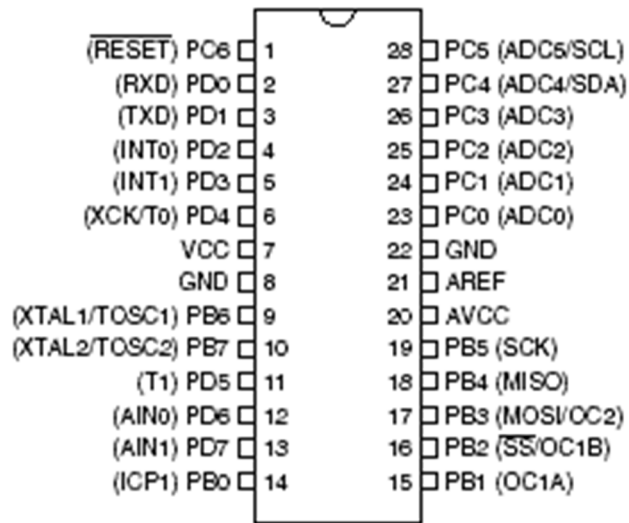 (RESET) PC6 1 28 PC5 (ADC5/SCL)
(RXD) PD0 2 27 PC4 (ADC4/SDA)
(TXD) PD1 3 26 PC3 (ADC3)
(INT0) PD2 4 25 PC2 (ADC2)
(INT1) PD3 5 24 PC1 (ADC1)
(XCK/T0) PD4 6 23 PC0 (ADC0)
VCC 7 22 GND
GND 8 21 AREF
(XTAL1/TOSC1) PB6 9 20 AVCC
(XTAL2/TOSC2) PB7 10 19 PB5 (SCK)
(T1) PD5 11 18 PB4 (MISO)
(AIN0) PD6 12 17 PB3 (MOSI/OC2)
(AIN1) PD7 13 16 PB2 (SS/OC1B)
(ICP1) PB0 14 15 PB1 (OC1A)